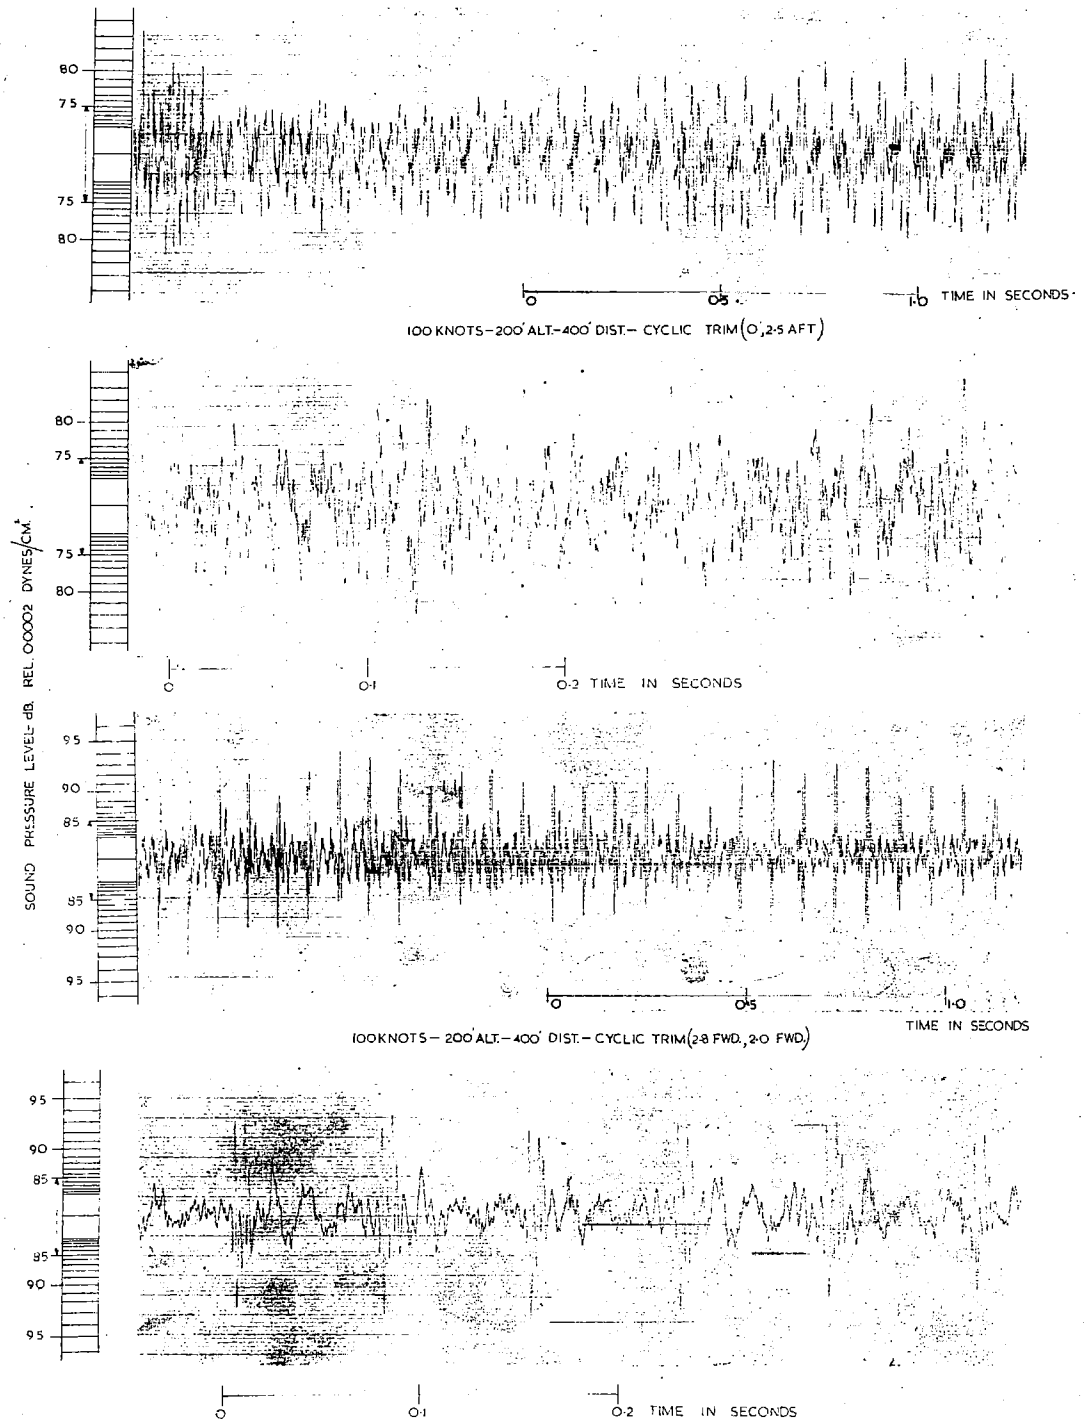 80
75
75
80
0 0·5 1·0 TIME IN SECONDS
100 KNOTS – 200' ALT. – 400' DIST. – CYCLIC TRIM (0°, 2·5 AFT)
80
75
75
80
0 0·1 0·2 TIME IN SECONDS
SOUND PRESSURE LEVEL – dB. REL. 0·0002 DYNES/CM.²
95
90
85
85
90
95
0 0·5 1·0
TIME IN SECONDS
100 KNOTS – 200' ALT. – 400' DIST. – CYCLIC TRIM (2·8 FWD., 2·0 FWD.)
95
90
85
85
90
95
0 0·1 0·2 TIME IN SECONDS